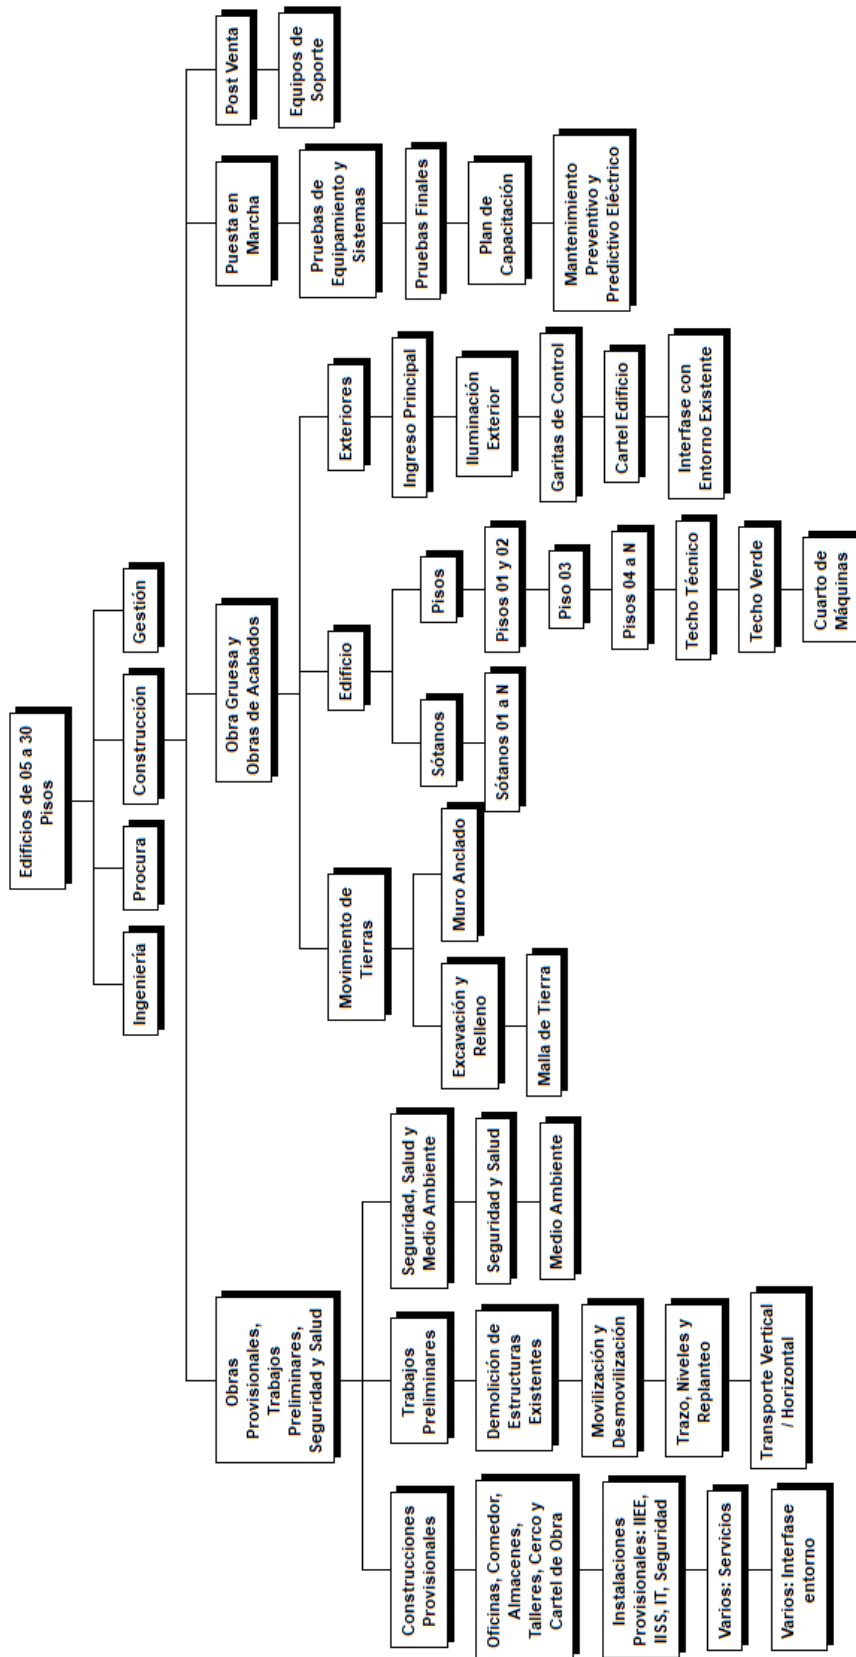 Edificios de 05 a 30
Pisos
Ingeniería
Procura
Construcción
Gestión
Obras
Provisionales,
Trabajos
Preliminares,
Seguridad y Salud
Obra Gruesa y
Obras de Acabados
Puesta en
Marcha
Post Venta
Construcciones
Provisionales
Oficinas, Comedor,
Almacenes,
Talleres, Cerco y
Cartel de Obra
Instalaciones
Provisionales: IIEE,
IISS, IT, Seguridad
Varios: Servicios
Varios: Interfase
entorno
Trabajos
Preliminares
Demolición de
Estructuras
Existentes
Movilización y
Desmovilización
Trazo, Niveles y
Replanteo
Transporte Vertical
/ Horizontal
Seguridad, Salud y
Medio Ambiente
Seguridad y Salud
Medio Ambiente
Movimiento de
Tierras
Excavación y
Relleno
Malla de Tierra
Muro Anclado
Edificio
Sótanos
Sótanos 01 a N
Pisos
Pisos 01 y 02
Piso 03
Pisos 04 a N
Techo Técnico
Techo Verde
Cuarto de
Máquinas
Exteriores
Ingreso Principal
Iluminación
Exterior
Garitas de Control
Cartel Edificio
Interfase con
Entorno Existente
Pruebas de
Equipamiento y
Sistemas
Pruebas Finales
Plan de
Capacitación
Mantenimiento
Preventivo y
Predictivo Eléctrico
Equipos de
Soporte